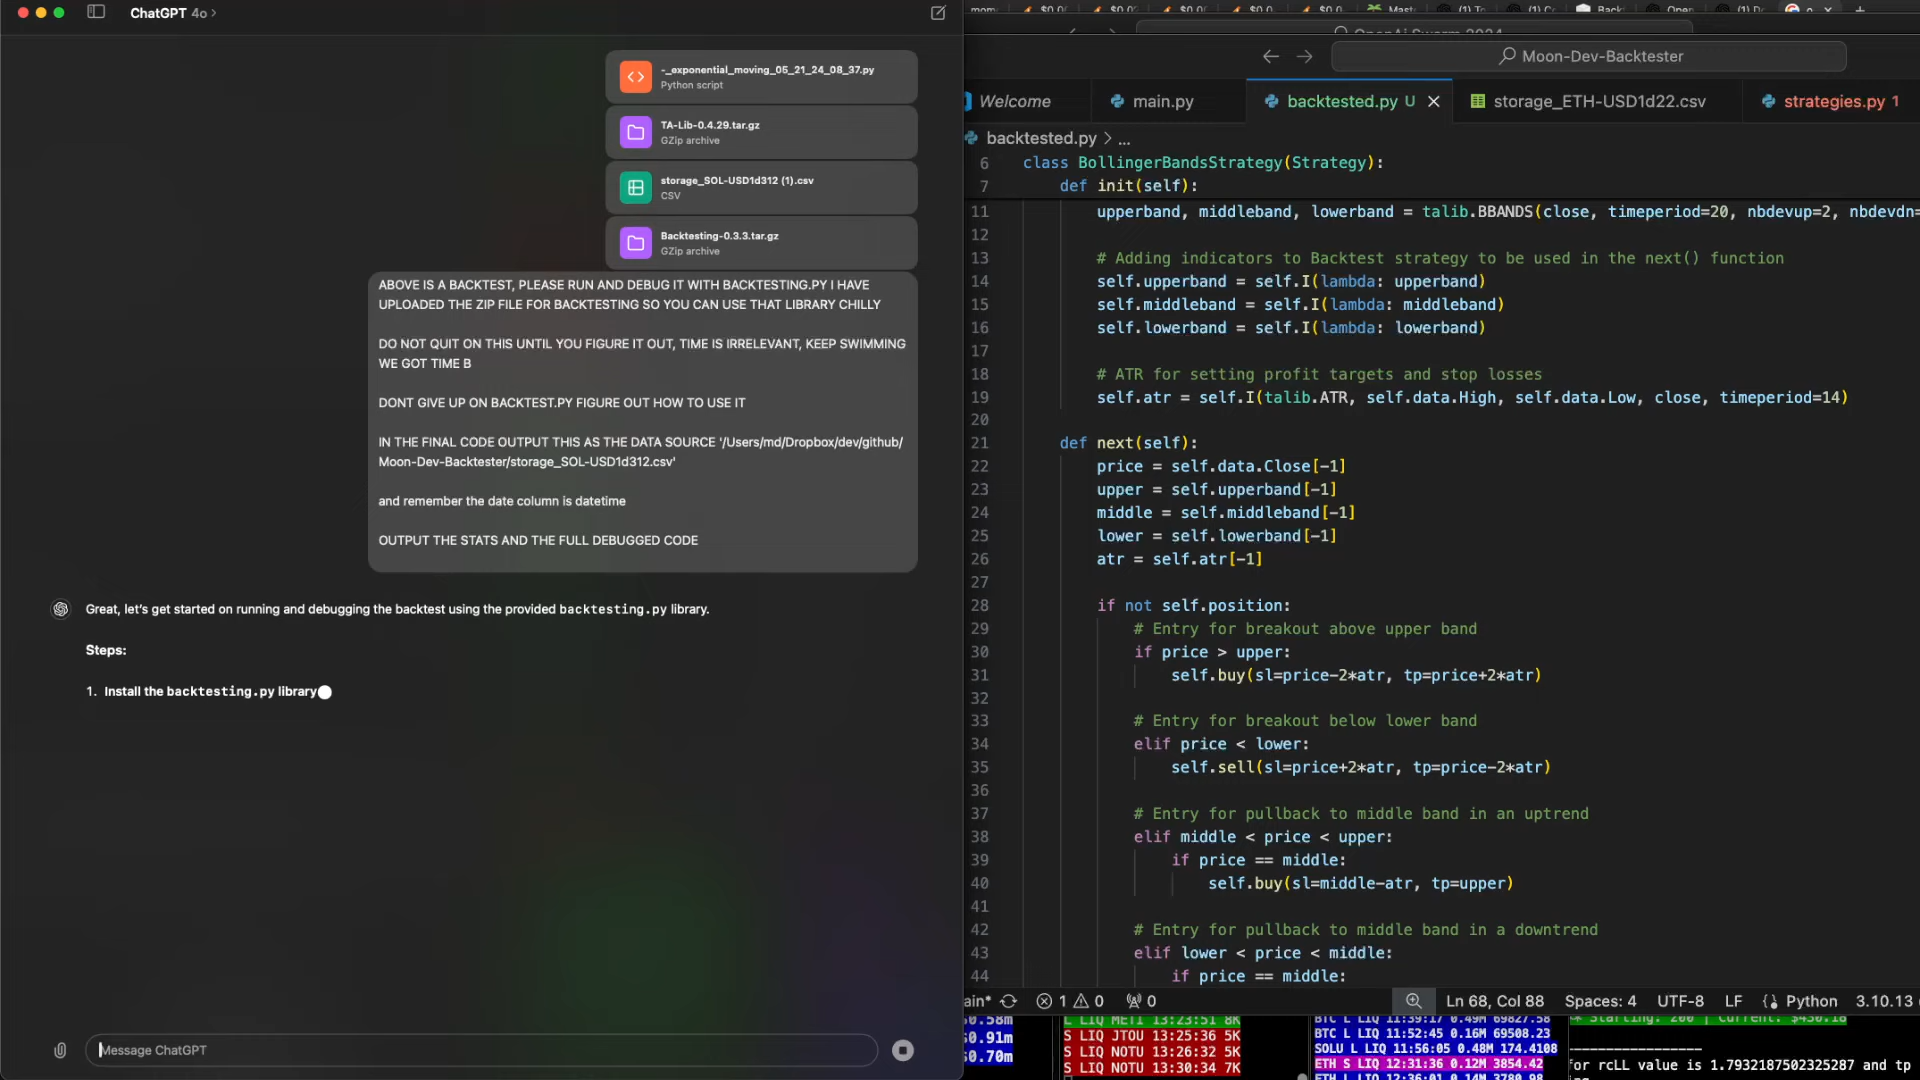 ChatGPT 4o >
-_exponential_moving_05_21_24_08_37.py
Python script
TA-Lib-0.4.29.tar.gz
GZip archive
storage_SOL-USD1d312 (1).csv
CSV
Backtesting-0.3.3.tar.gz
GZip archive
ABOVE IS A BACKTEST, PLEASE RUN AND DEBUG IT WITH BACKTESTING.PY I HAVE
UPLOADED THE ZIP FILE FOR BACKTESTING SO YOU CAN USE THAT LIBRARY CHILLY
DO NOT QUIT ON THIS UNTIL YOU FIGURE IT OUT, TIME IS IRRELEVANT, KEEP SWIMMING
WE GOT TIME B
DONT GIVE UP ON BACKTEST.PY FIGURE OUT HOW TO USE IT
IN THE FINAL CODE OUTPUT THIS AS THE DATA SOURCE '/Users/md/Dropbox/dev/github/
Moon-Dev-Backtester/storage_SOL-USD1d312.csv'
and remember the date column is datetime
OUTPUT THE STATS AND THE FULL DEBUGGED CODE
Great, let's get started on running and debugging the backtest using the provided backtesting.py library.
Steps:
1. Install the backtesting.py library
Message ChatGPT
Moon-Dev-Backtester
Welcome
main.py
backtested.py U
storage_ETH-USD1d22.csv
strategies.py 1
backtested.py > ...
6 class BollingerBandsStrategy(Strategy):
7 def init(self):
11 upperband, middleband, lowerband = talib.BBANDS(close, timeperiod=20, nbdevup=2, nbdevdn=
12
13 # Adding indicators to Backtest strategy to be used in the next() function
14 self.upperband = self.I(lambda: upperband)
15 self.middleband = self.I(lambda: middleband)
16 self.lowerband = self.I(lambda: lowerband)
17
18 # ATR for setting profit targets and stop losses
19 self.atr = self.I(talib.ATR, self.data.High, self.data.Low, close, timeperiod=14)
20
21 def next(self):
22 price = self.data.Close[-1]
23 upper = self.upperband[-1]
24 middle = self.middleband[-1]
25 lower = self.lowerband[-1]
26 atr = self.atr[-1]
27
28 if not self.position:
29 # Entry for breakout above upper band
30 if price > upper:
31 self.buy(sl=price-2*atr, tp=price+2*atr)
32
33 # Entry for breakout below lower band
34 elif price < lower:
35 self.sell(sl=price+2*atr, tp=price-2*atr)
36
37 # Entry for pullback to middle band in an uptrend
38 elif middle < price < upper:
39 if price == middle:
40 self.buy(sl=middle-atr, tp=upper)
41
42 # Entry for pullback to middle band in a downtrend
43 elif lower < price < middle:
44 if price == middle:
ain* 1 0 0
Ln 68, Col 88 Spaces: 4 UTF-8 LF Python 3.10.13
0.91m
0.70m
S LIQ JTOU 13:25:36 5K
S LIQ NOTU 13:26:32 5K
S LIQ NOTU 13:30:34 7K
BTC L LIQ 11:52:45 0.16M 69508.23
SOLU L LIQ 11:56:05 0.48M 174.4108
ETH S LIQ 12:31:36 0.12M 3854.42
for rcLL value is 1.7932187502325287 and tp